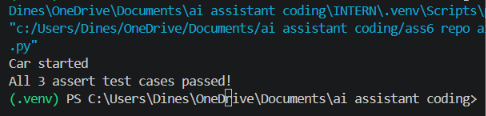 Dines\OneDrive\Documents\ai assistant coding\INTERN\.venv\Scripts\
"c:/Users/Dines/OneDrive/Documents/ai assistant coding/ass6 repo a
.py"
Car started
All 3 assert test cases passed!
(.venv) PS C:\Users\Dines\OneDrive\Documents\ai assistant coding>